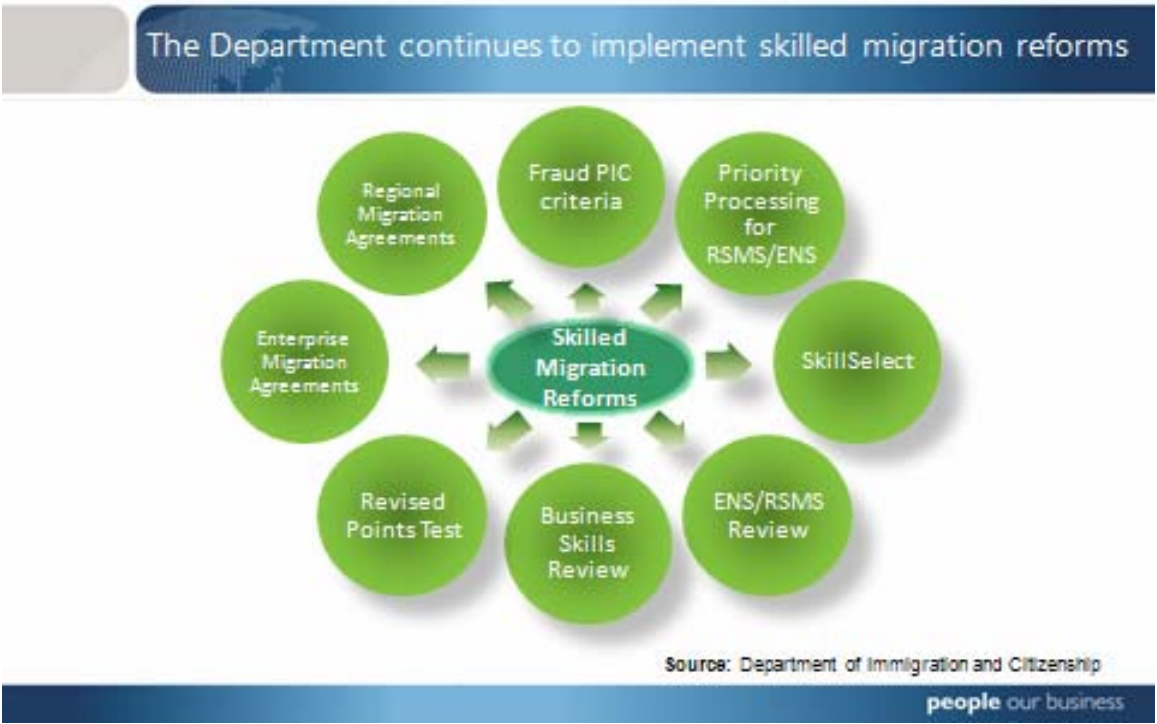 The Department continues to implement skilled migration reforms
Fraud PIC
criteria
Priority
Processing
for
RSMS/ENS
SkillSelect
ENS/RSMS
Review
Business
Skills
Review
Revised
Points Test
Enterprise
Migration
Agreements
Regional
Migration
Agreements
Skilled
Migration
Reforms
Source: Department of Immigration and Citizenship
people our business